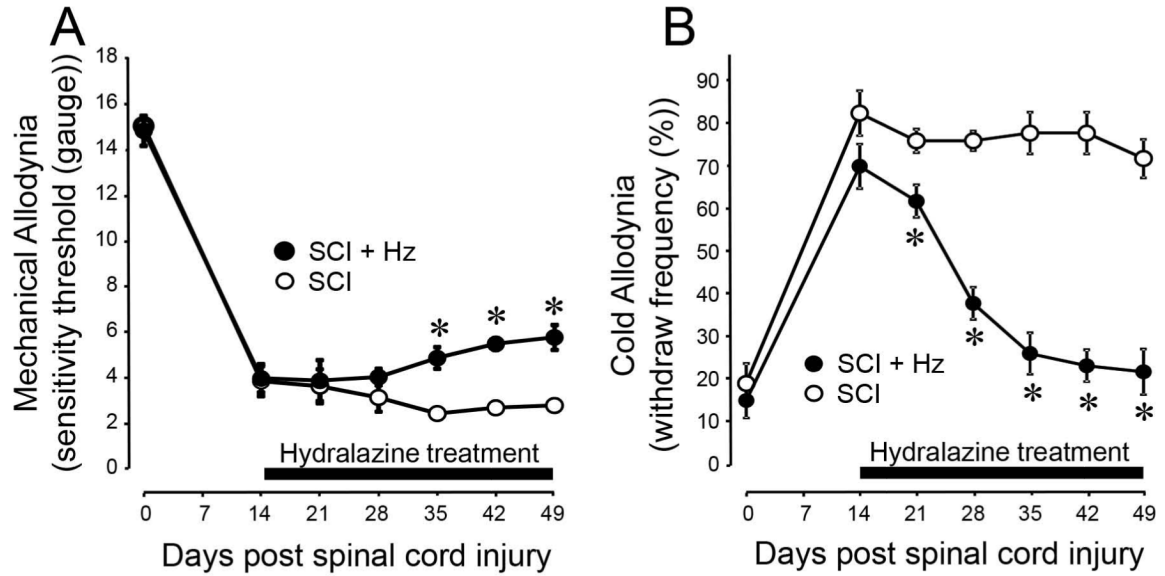 A
Mechanical Allodynia
(sensitivity threshold (gauge))
18
16
14
12
10
8
6
4
2
0
SCI + Hz
SCI
* * *
Hydralazine treatment
0 7 14 21 28 35 42 49
Days post spinal cord injury
B
Cold Allodynia
(withdraw frequency (%))
90
80
70
60
50
40
30
20
10
0
SCI + Hz
SCI
* * * * *
Hydralazine treatment
0 7 14 21 28 35 42 49
Days post spinal cord injury